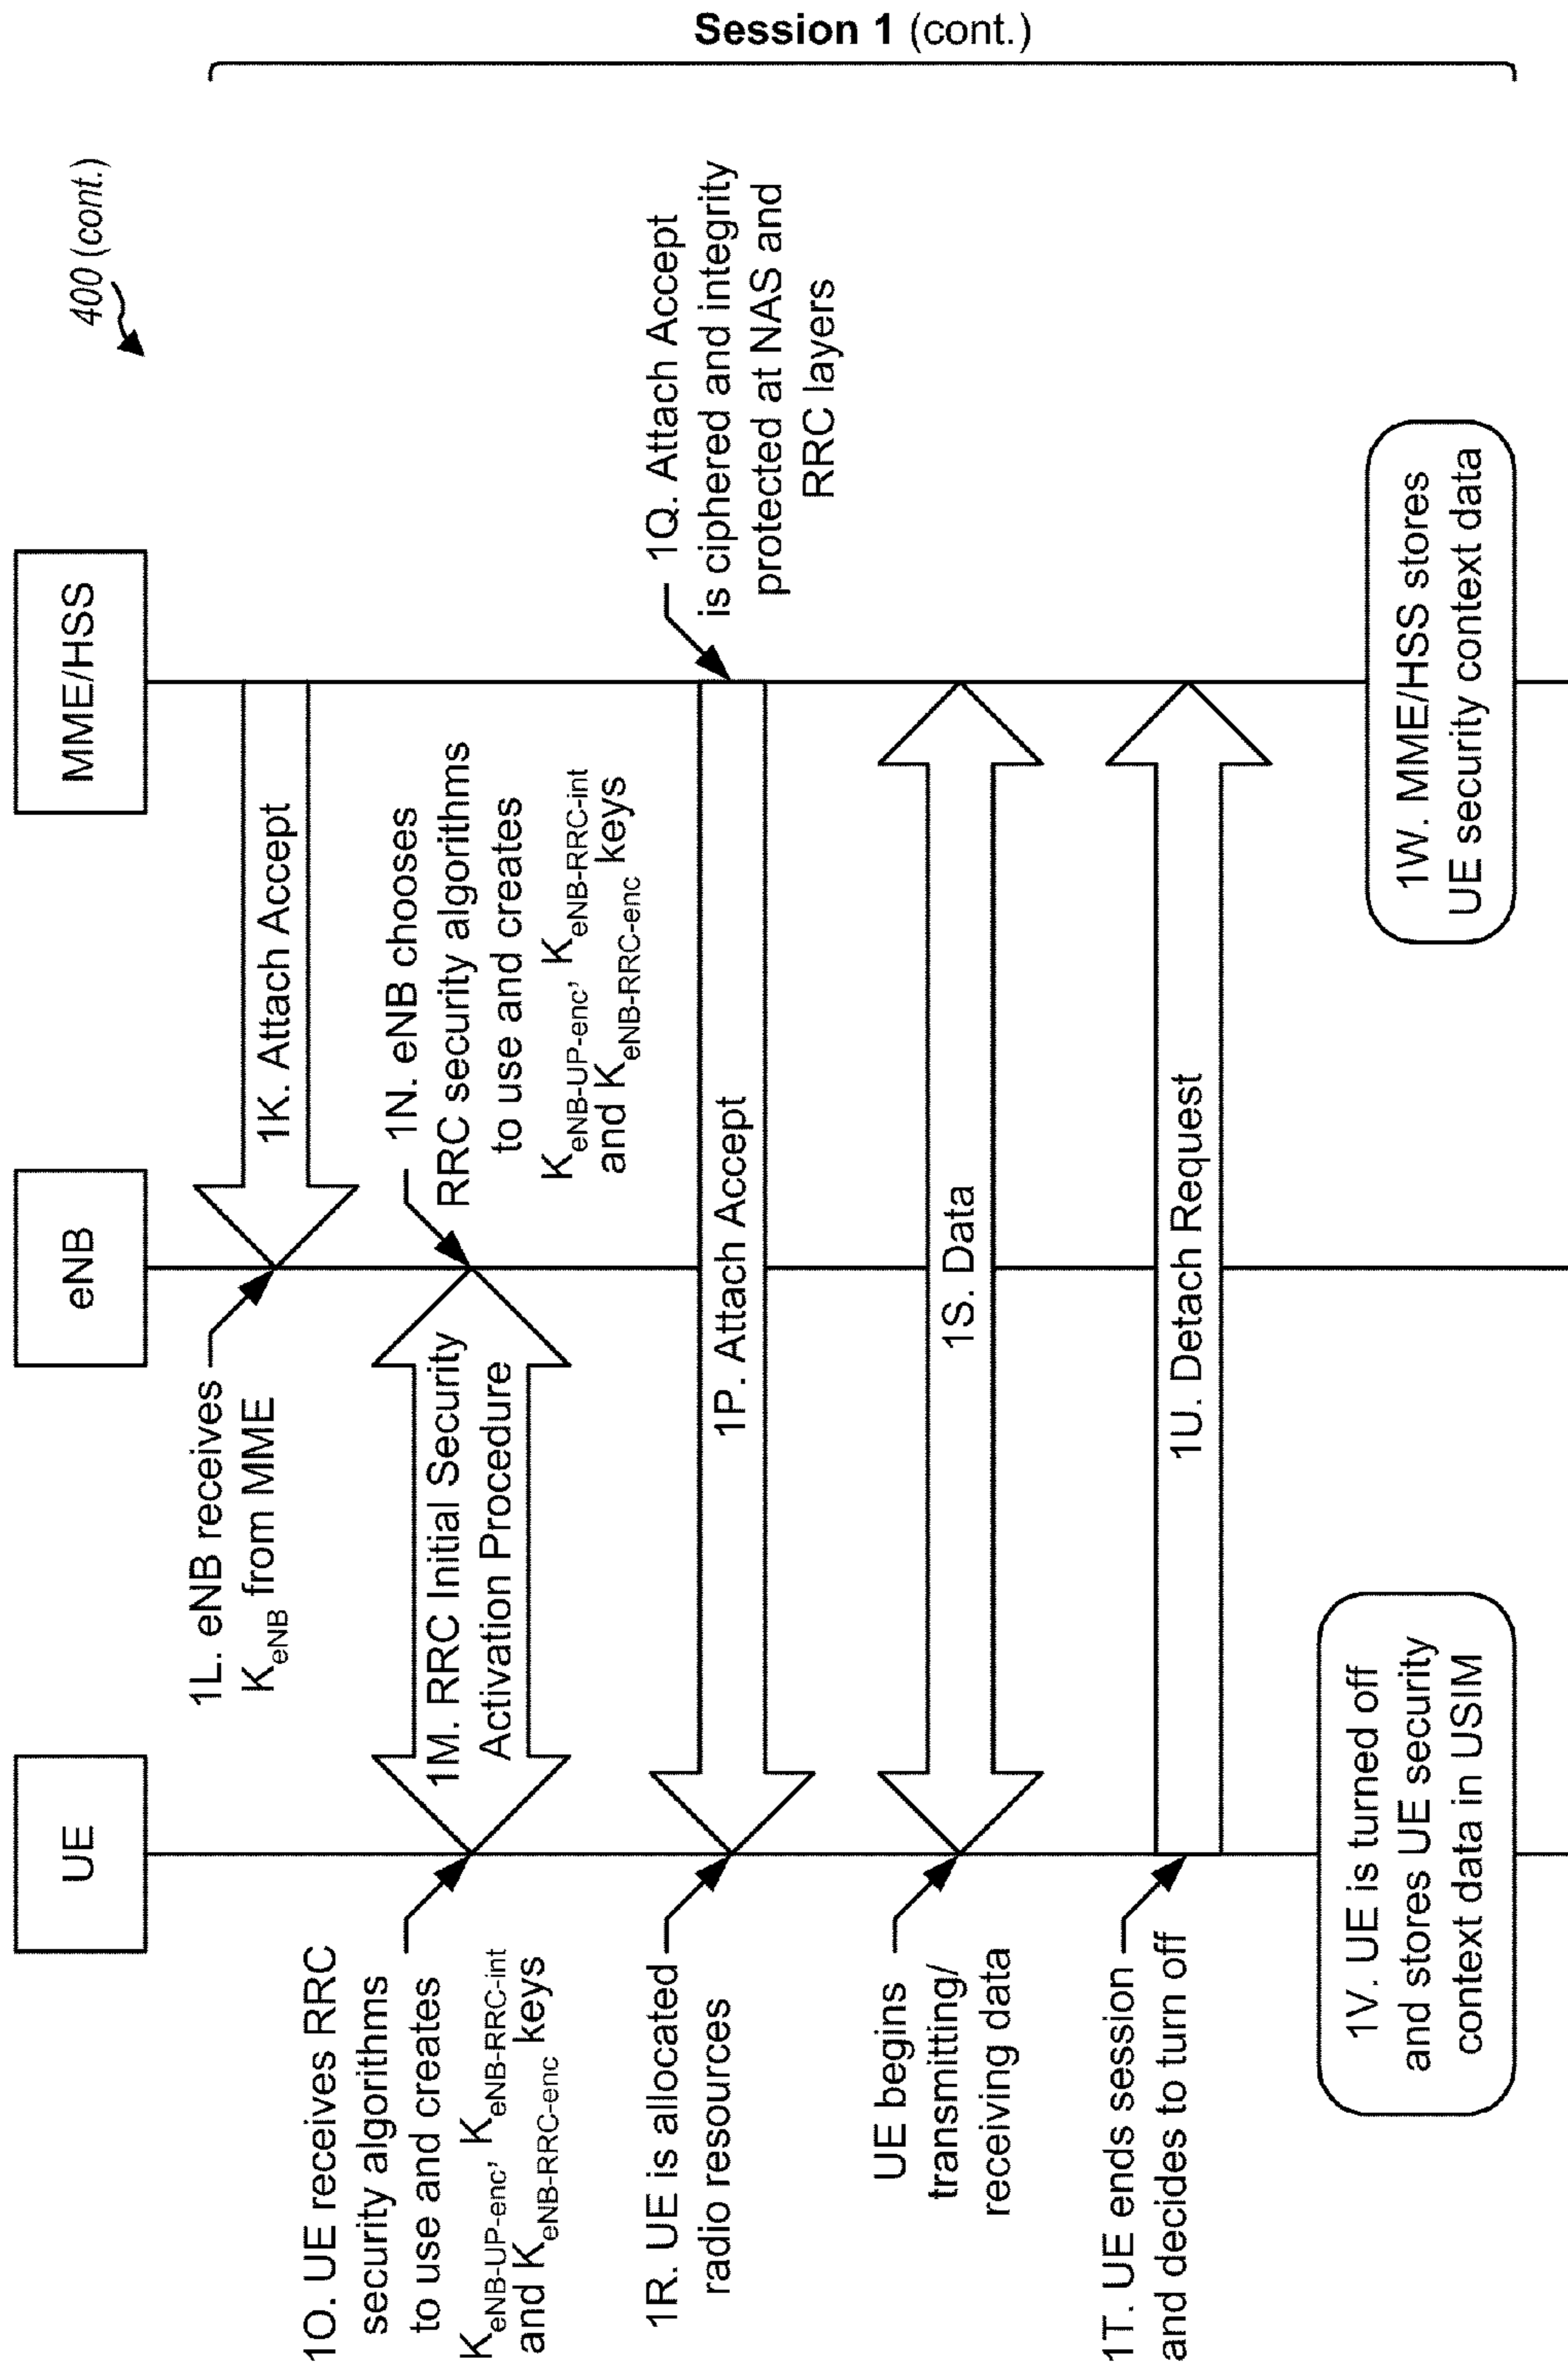 400 (cont.)
UE
eNB
MME/HSS
Session 1 (cont.)
1K. Attach Accept
1L. eNB receives
KeNB from MME
1M. RRC Initial Security
Activation Procedure
1N. eNB chooses
RRC security algorithms
to use and creates
KeNB-UP-enc, KeNB-RRC-int
and KeNB-RRC-enc keys
1O. UE receives RRC
security algorithms
to use and creates
KeNB-UP-enc, KeNB-RRC-int
and KeNB-RRC-enc keys
1P. Attach Accept
1Q. Attach Accept
is ciphered and integrity
protected at NAS and
RRC layers
1R. UE is allocated
radio resources
1S. Data
UE begins
transmitting/
receiving data
1T. UE ends session
and decides to turn off
1U. Detach Request
1V. UE is turned off
and stores UE security
context data in USIM
1W. MME/HSS stores
UE security context data